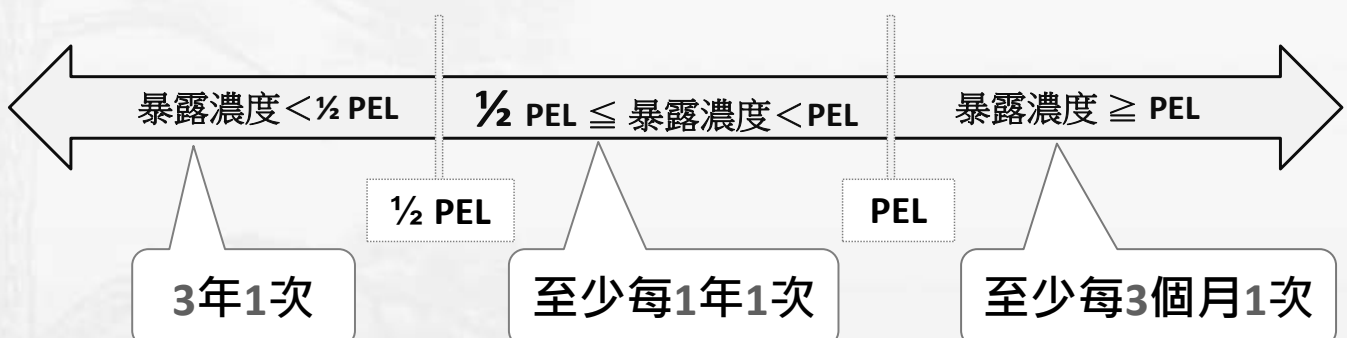 暴露濃度＜½ PEL
½ PEL ≦ 暴露濃度＜PEL
暴露濃度 ≧ PEL
½ PEL
PEL
3年1次
至少每1年1次
至少每3個月1次